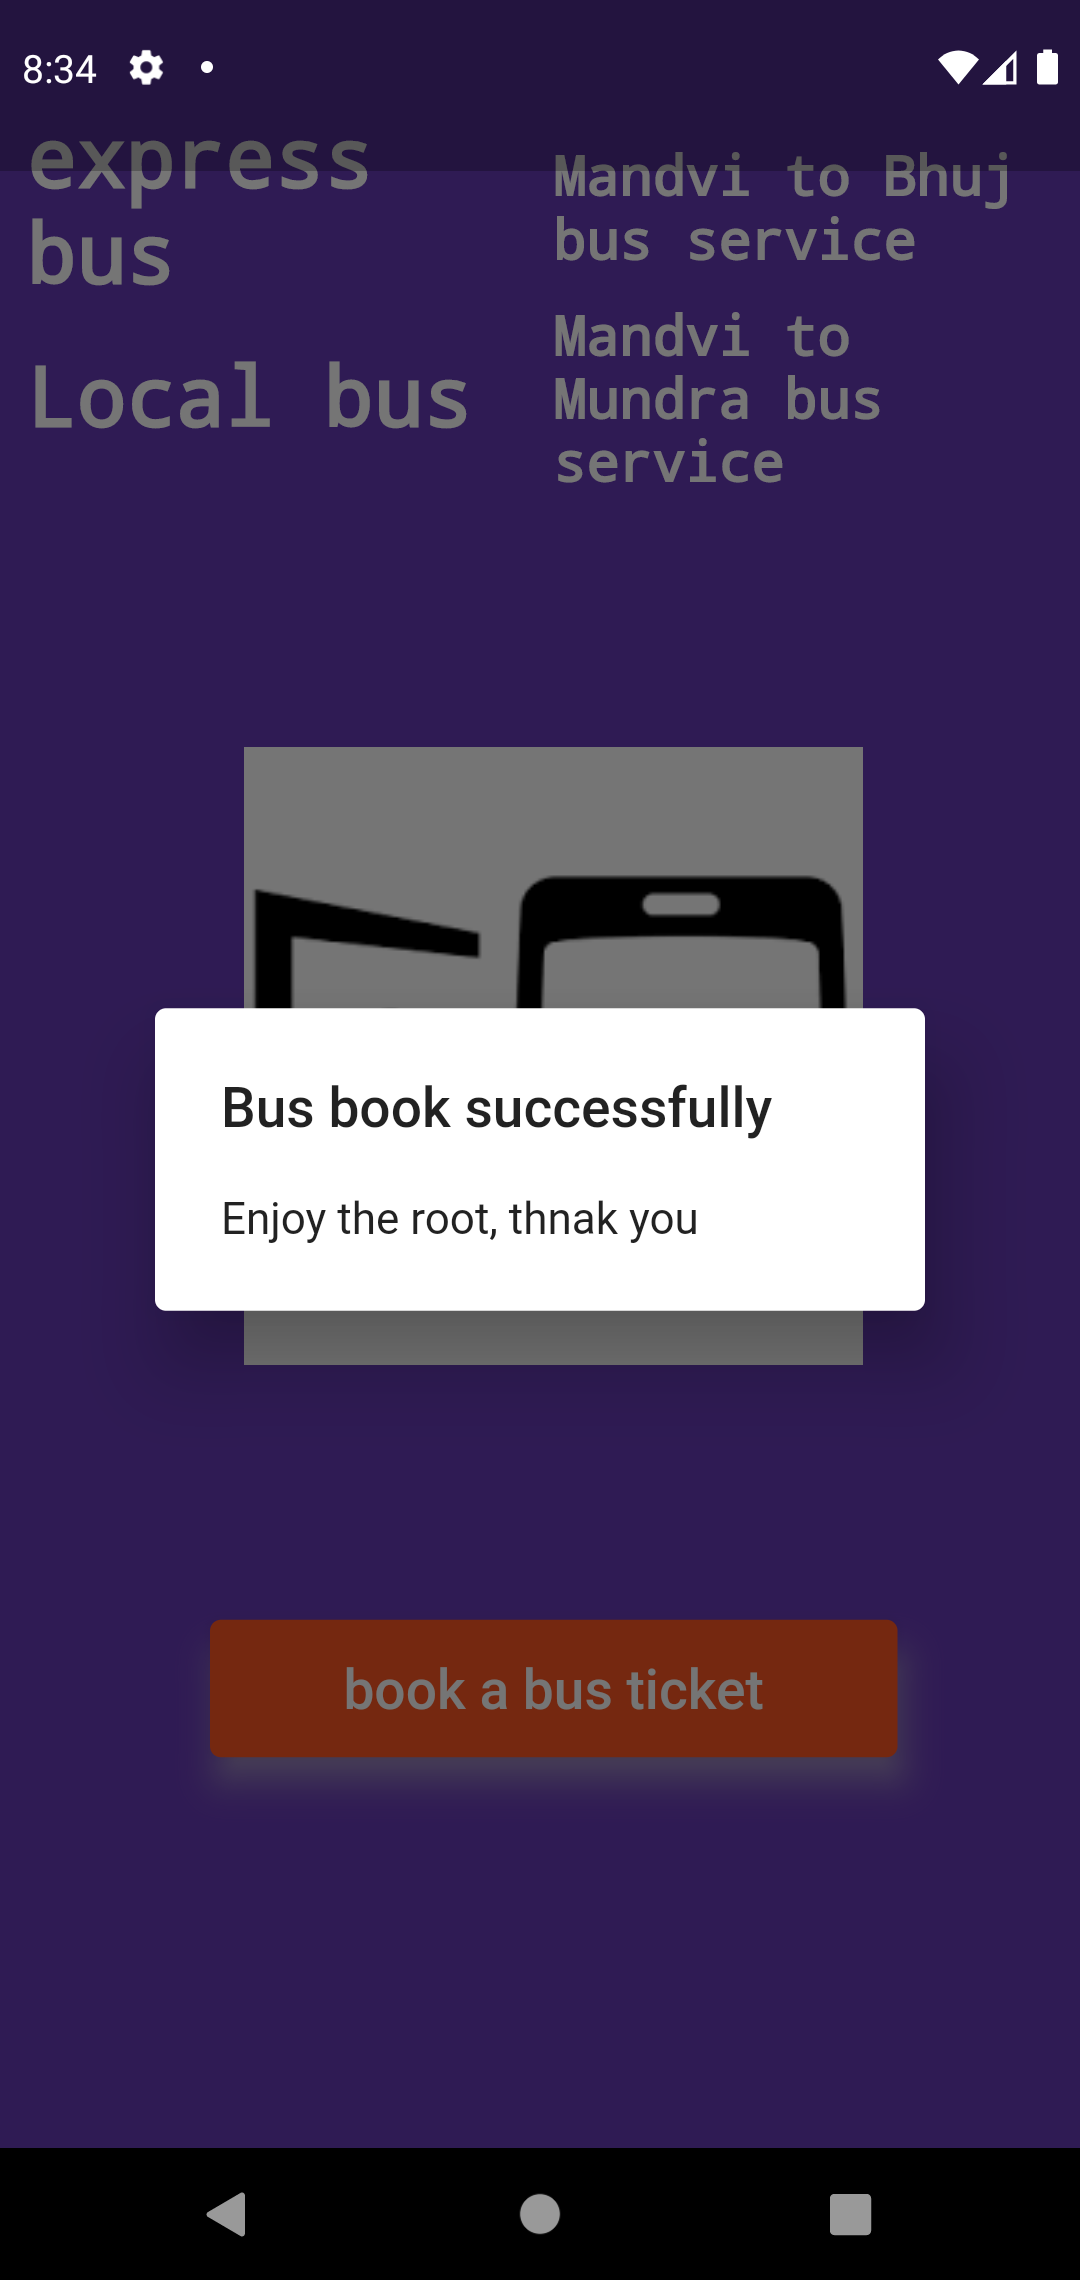 8:34
express
bus
Mandvi to Bhuj
bus service
Local bus
Mandvi to
Mundra bus
service
Bus book successfully
Enjoy the root, thnak you
book a bus ticket